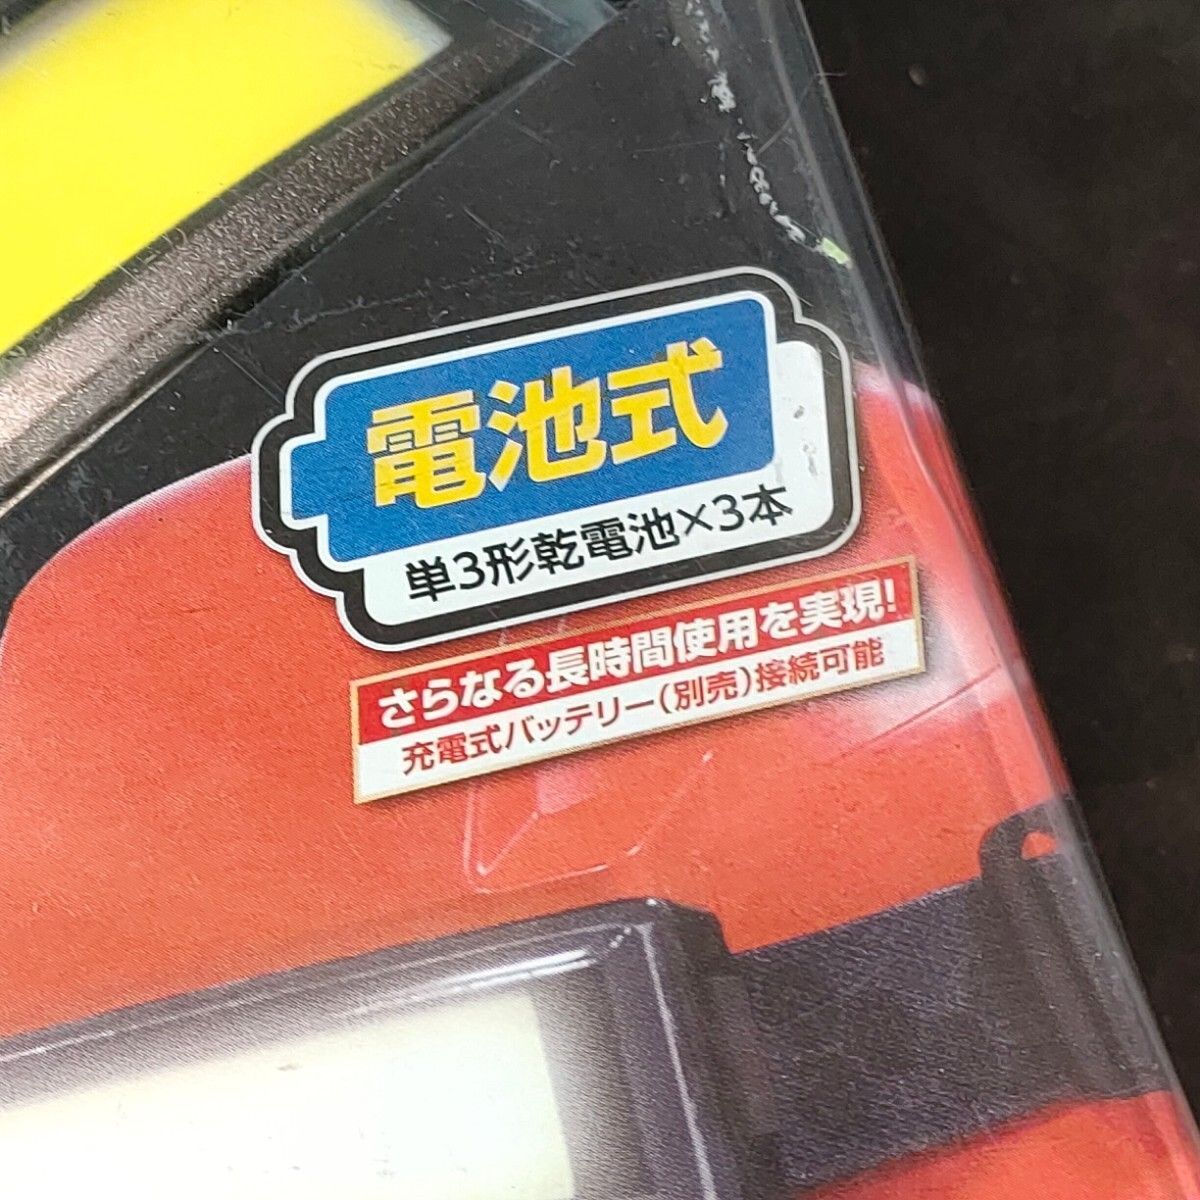 電池式
単3形乾電池×3本
さらなる長時間使用を実現!
充電式バッテリー(別売)接続可能